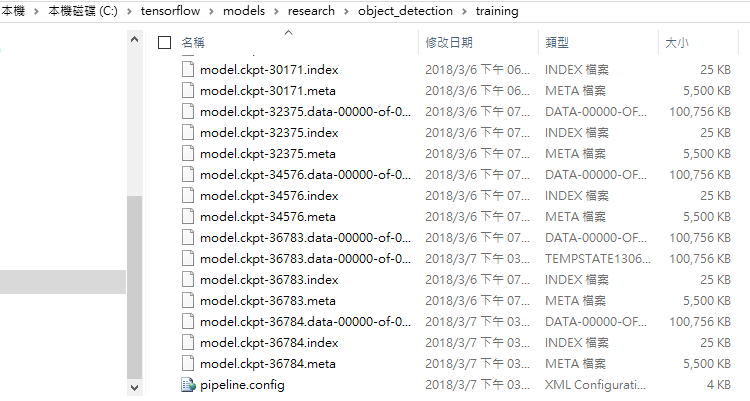 本機 > 本機磁碟 (C:) > tensorflow > models > research > object_detection > training
名稱 修改日期 類型 大小
model.ckpt-30171.index 2018/3/6 下午 06... INDEX 檔案 25 KB
model.ckpt-30171.meta 2018/3/6 下午 06... META 檔案 5,500 KB
model.ckpt-32375.data-00000-of-0... 2018/3/6 下午 07... DATA-00000-OF... 100,756 KB
model.ckpt-32375.index 2018/3/6 下午 07... INDEX 檔案 25 KB
model.ckpt-32375.meta 2018/3/6 下午 07... META 檔案 5,500 KB
model.ckpt-34576.data-00000-of-0... 2018/3/6 下午 07... DATA-00000-OF... 100,756 KB
model.ckpt-34576.index 2018/3/6 下午 07... INDEX 檔案 25 KB
model.ckpt-34576.meta 2018/3/6 下午 07... META 檔案 5,500 KB
model.ckpt-36783.data-00000-of-0... 2018/3/6 下午 07... DATA-00000-OF... 100,756 KB
model.ckpt-36783.data-00000-of-0... 2018/3/7 下午 03... TEMPSTATE1306... 100,756 KB
model.ckpt-36783.index 2018/3/6 下午 07... INDEX 檔案 25 KB
model.ckpt-36783.meta 2018/3/6 下午 07... META 檔案 5,500 KB
model.ckpt-36784.data-00000-of-0... 2018/3/7 下午 03... DATA-00000-OF... 100,756 KB
model.ckpt-36784.index 2018/3/7 下午 03... INDEX 檔案 25 KB
model.ckpt-36784.meta 2018/3/7 下午 03... META 檔案 5,500 KB
pipeline.config 2018/3/7 下午 03... XML Configurati... 4 KB